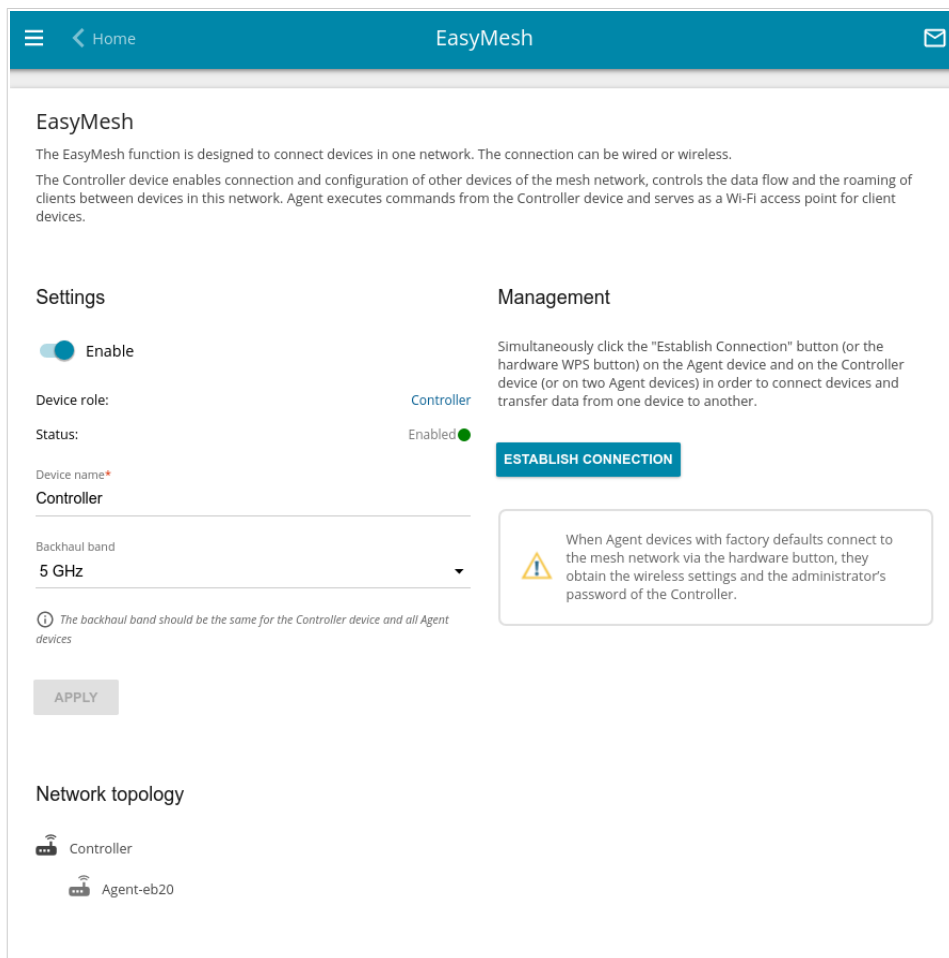 Home
EasyMesh
EasyMesh
The EasyMesh function is designed to connect devices in one network. The connection can be wired or wireless.
The Controller device enables connection and configuration of other devices of the mesh network, controls the data flow and the roaming of
clients between devices in this network. Agent executes commands from the Controller device and serves as a Wi-Fi access point for client
devices.
Settings
Enable
Device role:
Controller
Status:
Enabled
Device name*
Controller
Backhaul band
5 GHz
The backhaul band should be the same for the Controller device and all Agent
devices
APPLY
Management
Simultaneously click the "Establish Connection" button (or the
hardware WPS button) on the Agent device and on the Controller
device (or on two Agent devices) in order to connect devices and
transfer data from one device to another.
ESTABLISH CONNECTION
When Agent devices with factory defaults connect to
the mesh network via the hardware button, they
obtain the wireless settings and the administrator's
password of the Controller.
Network topology
Controller
Agent-eb20